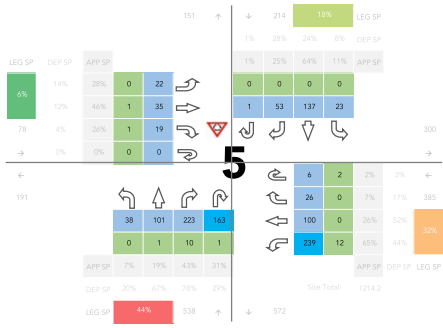 151 214 18%
1% 28% 24% 8% DEP SP
LEG SP DEP SP APP SP 1% 25% 64% 11% APP SP
6% 14% 28% 0 22 0 0 0 0
12% 46% 1 35 1 53 137 23
78 4% 26% 1 19 300
0% 0% 0 0
5
191 6 2 2% 2% 385
26 0 7% 17%
38 101 223 163 100 0 26% 52% 32%
0 1 10 1 239 12 65% 44%
APP SP 7% 19% 43% 31% APP SP DEP SP LEG SP
DEP SP 20% 67% 76% 29% Site Total: 1214.2
LEG SP 44% 538 572